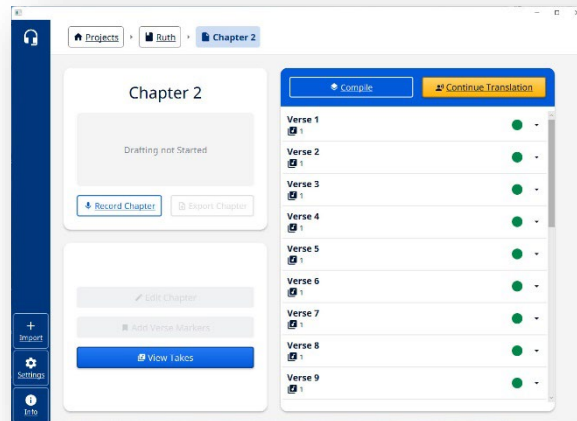 Projects
Ruth
Chapter 2
Chapter 2
Drafting not Started
Record Chapter
Export Chapter
Edit Chapter
Add Verse Markers
View Takes
Import
Settings
Info
Compile
Continue Translation
Verse 1
1
Verse 2
1
Verse 3
1
Verse 4
1
Verse 5
1
Verse 6
1
Verse 7
1
Verse 8
1
Verse 9
1